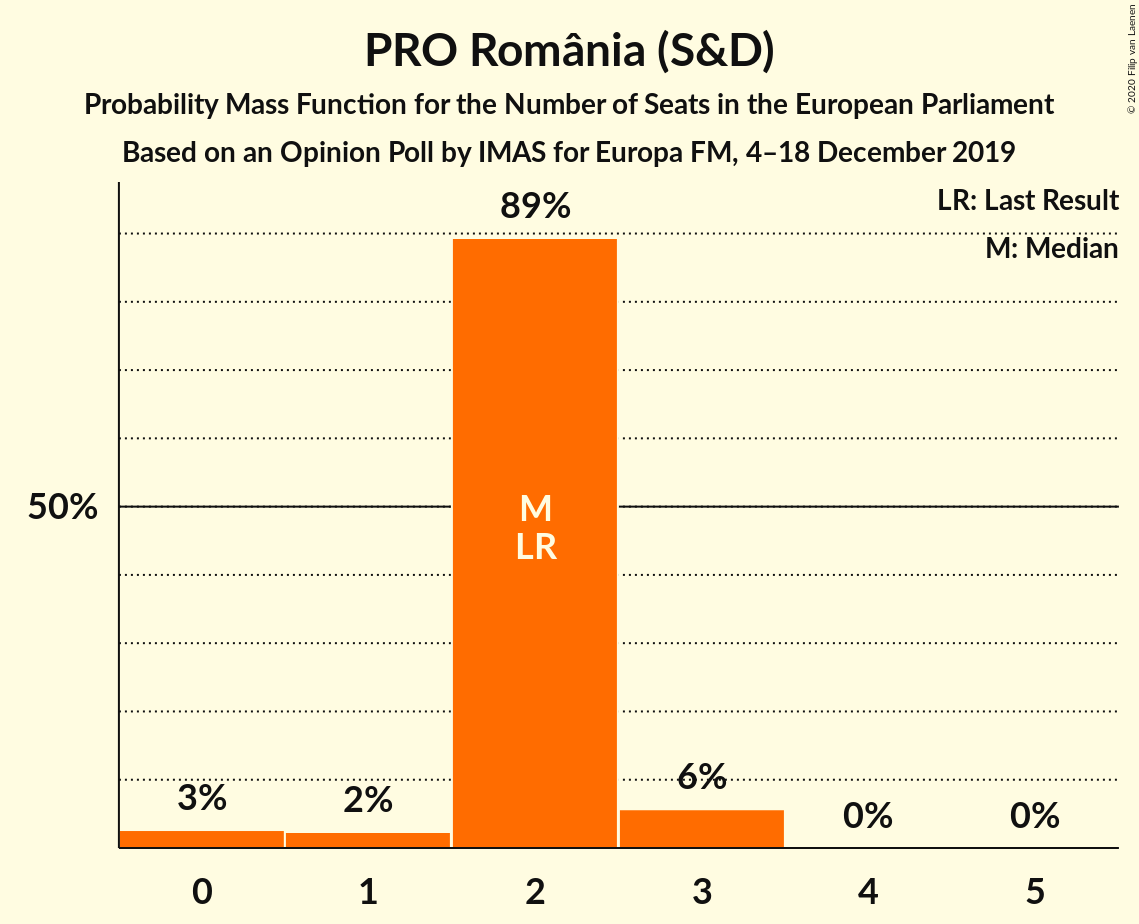 PRO România (S&D)
Probability Mass Function for the Number of Seats in the European Parliament
Based on an Opinion Poll by IMAS for Europa FM, 4–18 December 2019
© 2020 Filip van Laenen
LR: Last Result
M: Median
89%
50%
M
LR
3%
2%
6%
0%
0%
0
1
2
3
4
5